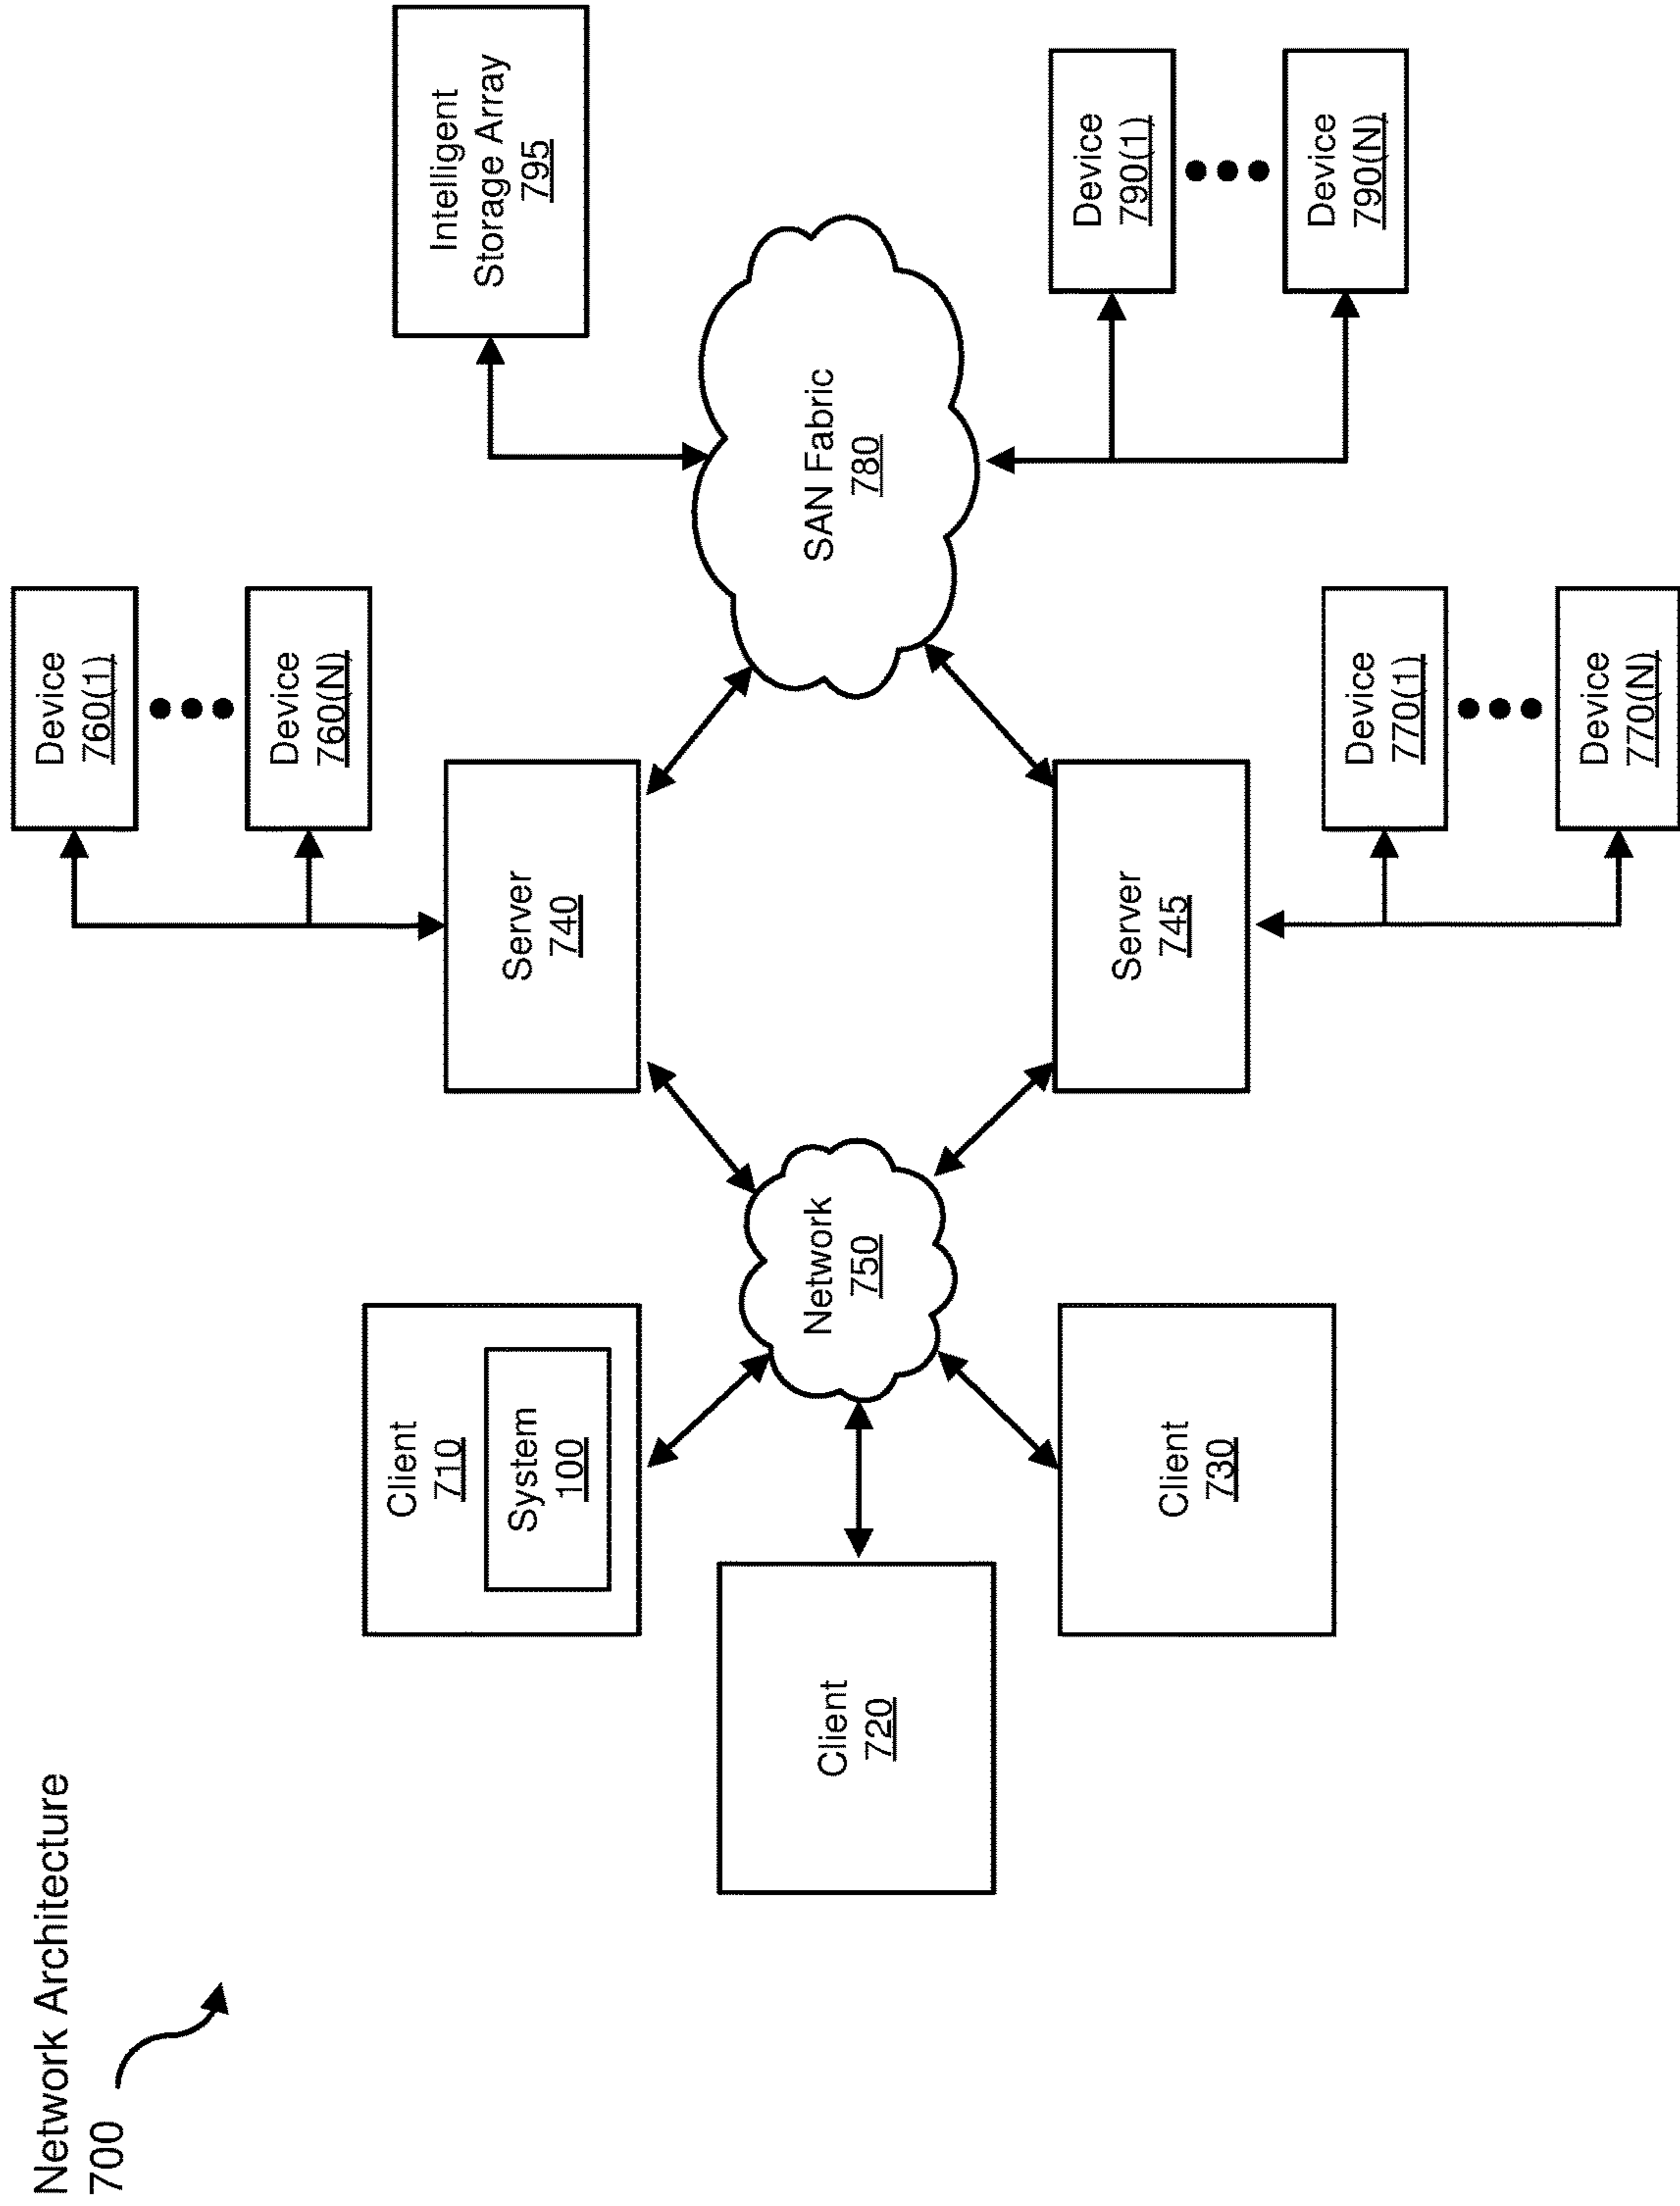 Network Architecture
700
Client
710
System
100
Client
720
Client
730
Network
750
Server
740
Server
745
Device
760(1)
Device
760(N)
Device
770(1)
Device
770(N)
SAN Fabric
780
Intelligent
Storage Array
795
Device
790(1)
Device
790(N)